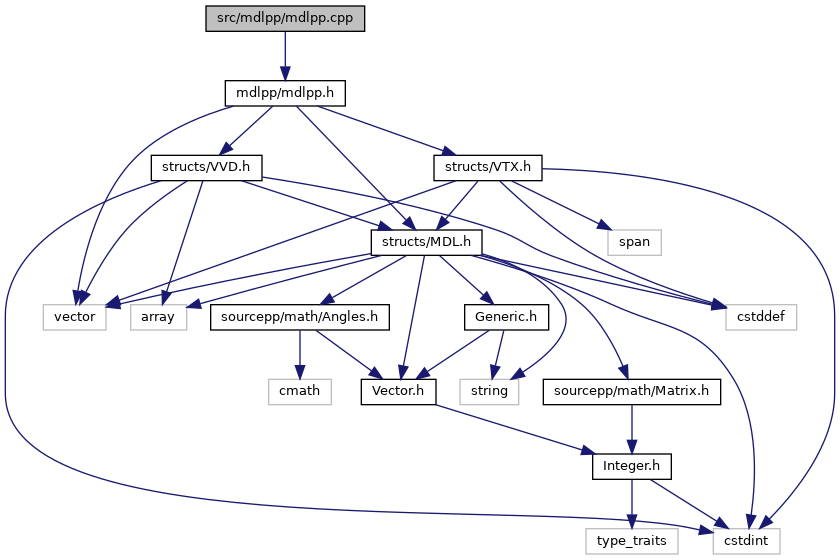 src/mdlpp/mdlpp.cpp
mdlpp/mdlpp.h
structs/VVD.h
structs/VTX.h
span
structs/MDL.h
vector
array
sourcepp/math/Angles.h
Generic.h
cstddef
cmath
Vector.h
string
sourcepp/math/Matrix.h
Integer.h
type_traits
cstdint